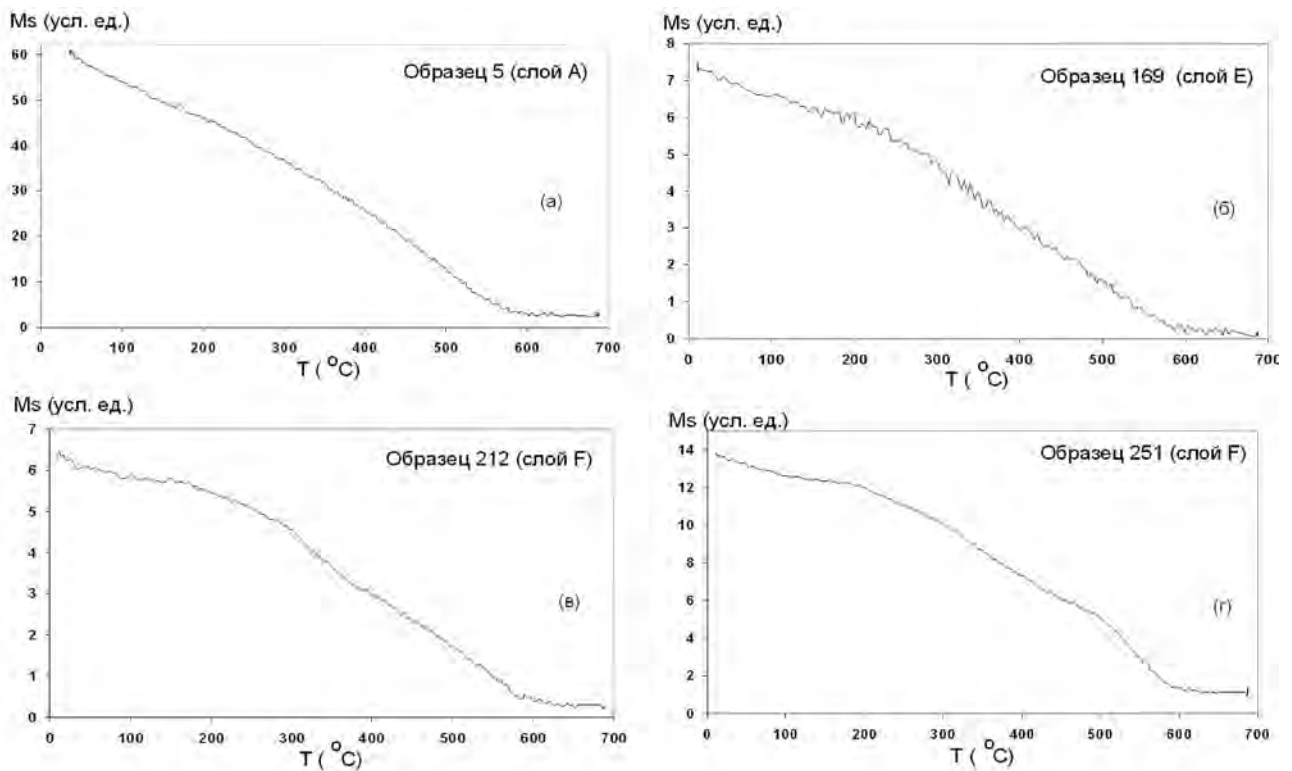 Ms (усл. ед.)
Образец 5 (слой А)
60
50
40
30
20
10
0
(а)
0 100 200 300 400 500 600 700
T ( °C)
Ms (усл. ед.)
Образец 169 (слой Е)
8
7
6
5
4
3
2
1
0
(б)
0 100 200 300 400 500 600 700
T ( °C)
Ms (усл. ед.)
Образец 212 (слой F)
7
6
5
4
3
2
1
0
(в)
0 100 200 300 400 500 600 700
T ( °C)
Ms (усл. ед.)
Образец 251 (слой F)
14
12
10
8
6
4
2
0
(г)
0 100 200 300 400 500 600 700
T ( °C)